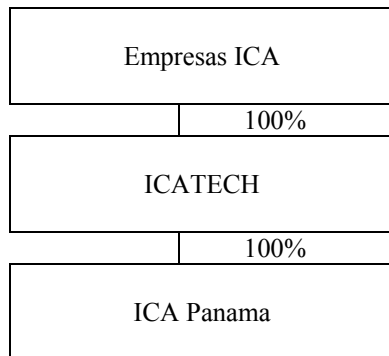 Empresas ICA
100%
ICATECH
100%
ICA Panama